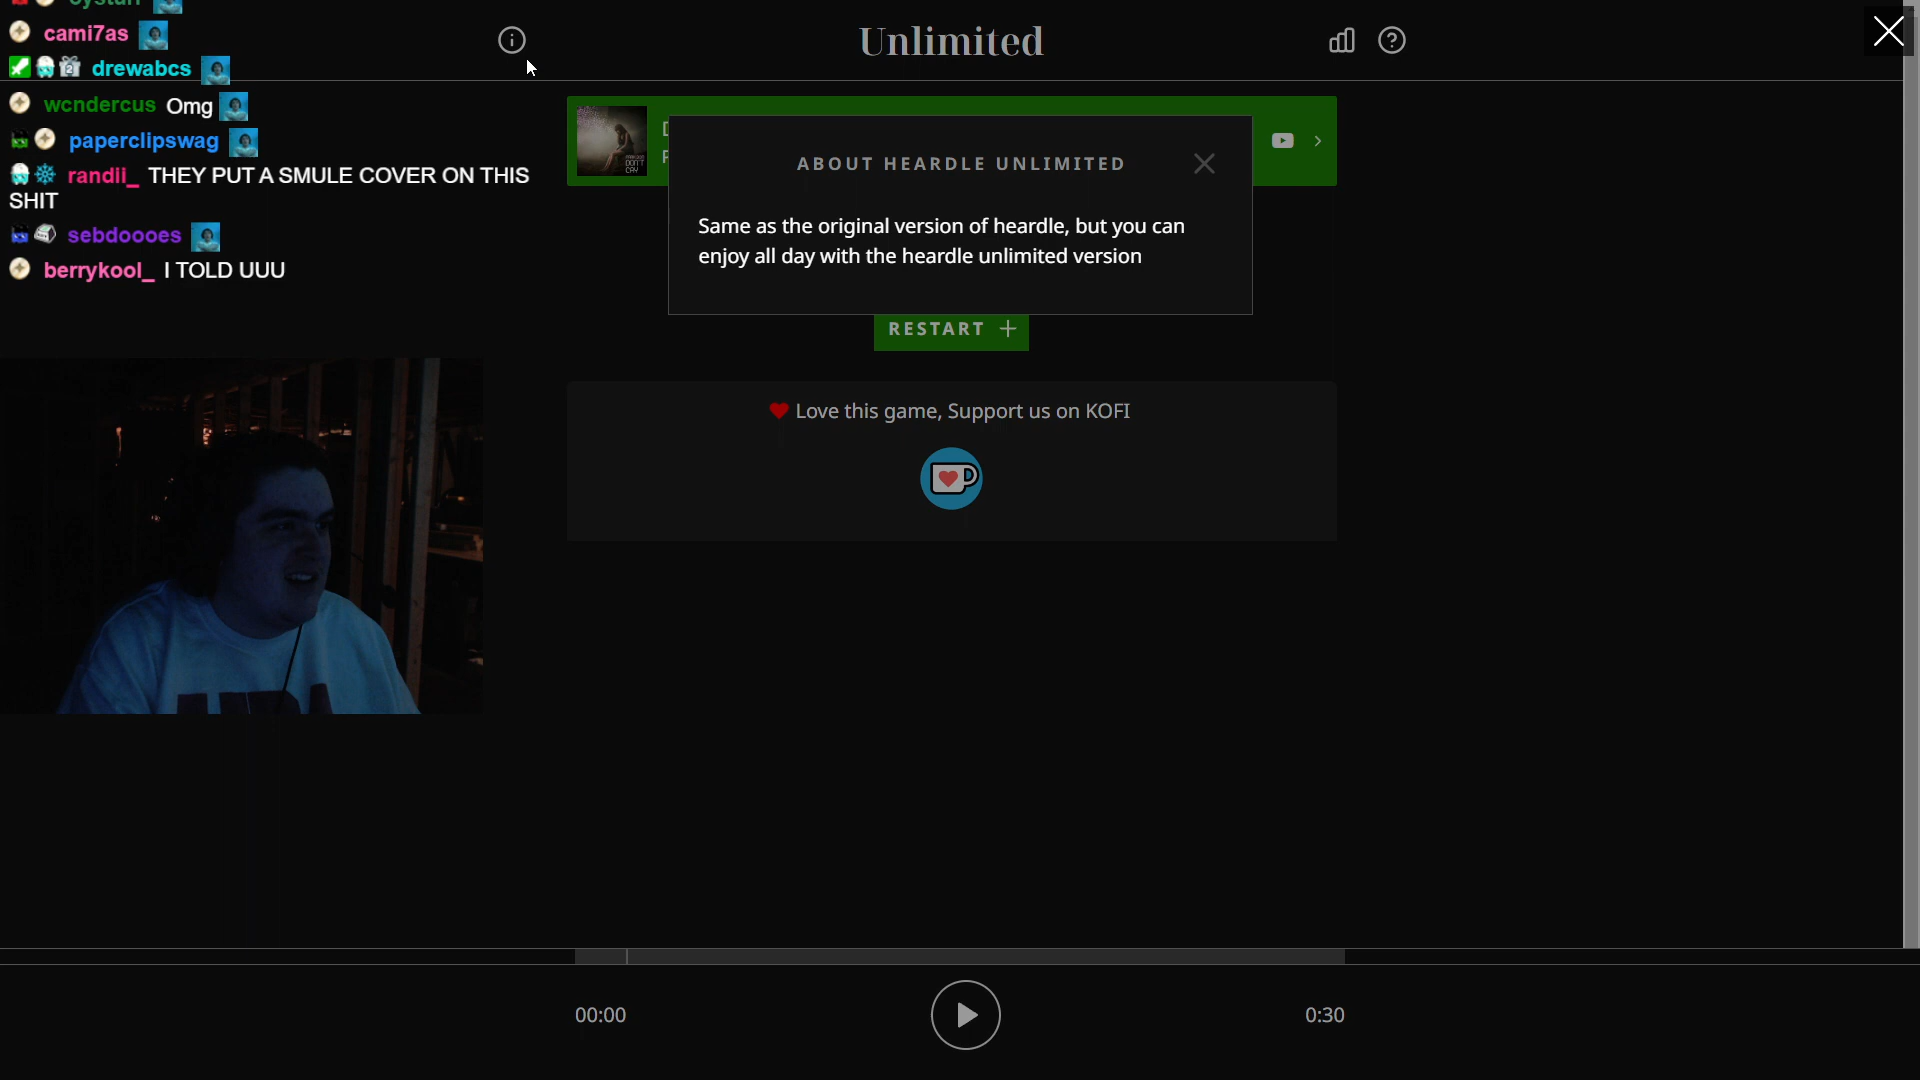 cami7as
drewabcs
wcndercus Omg
paperclipswag
randii_ THEY PUT A SMULE COVER ON THIS
SHIT
sebdoooes
berrykool_ I TOLD UUU
Unlimited
ABOUT HEARDLE UNLIMITED
Same as the original version of heardle, but you can
enjoy all day with the heardle unlimited version
RESTART +
Love this game, Support us on KOFI
00:00
0:30